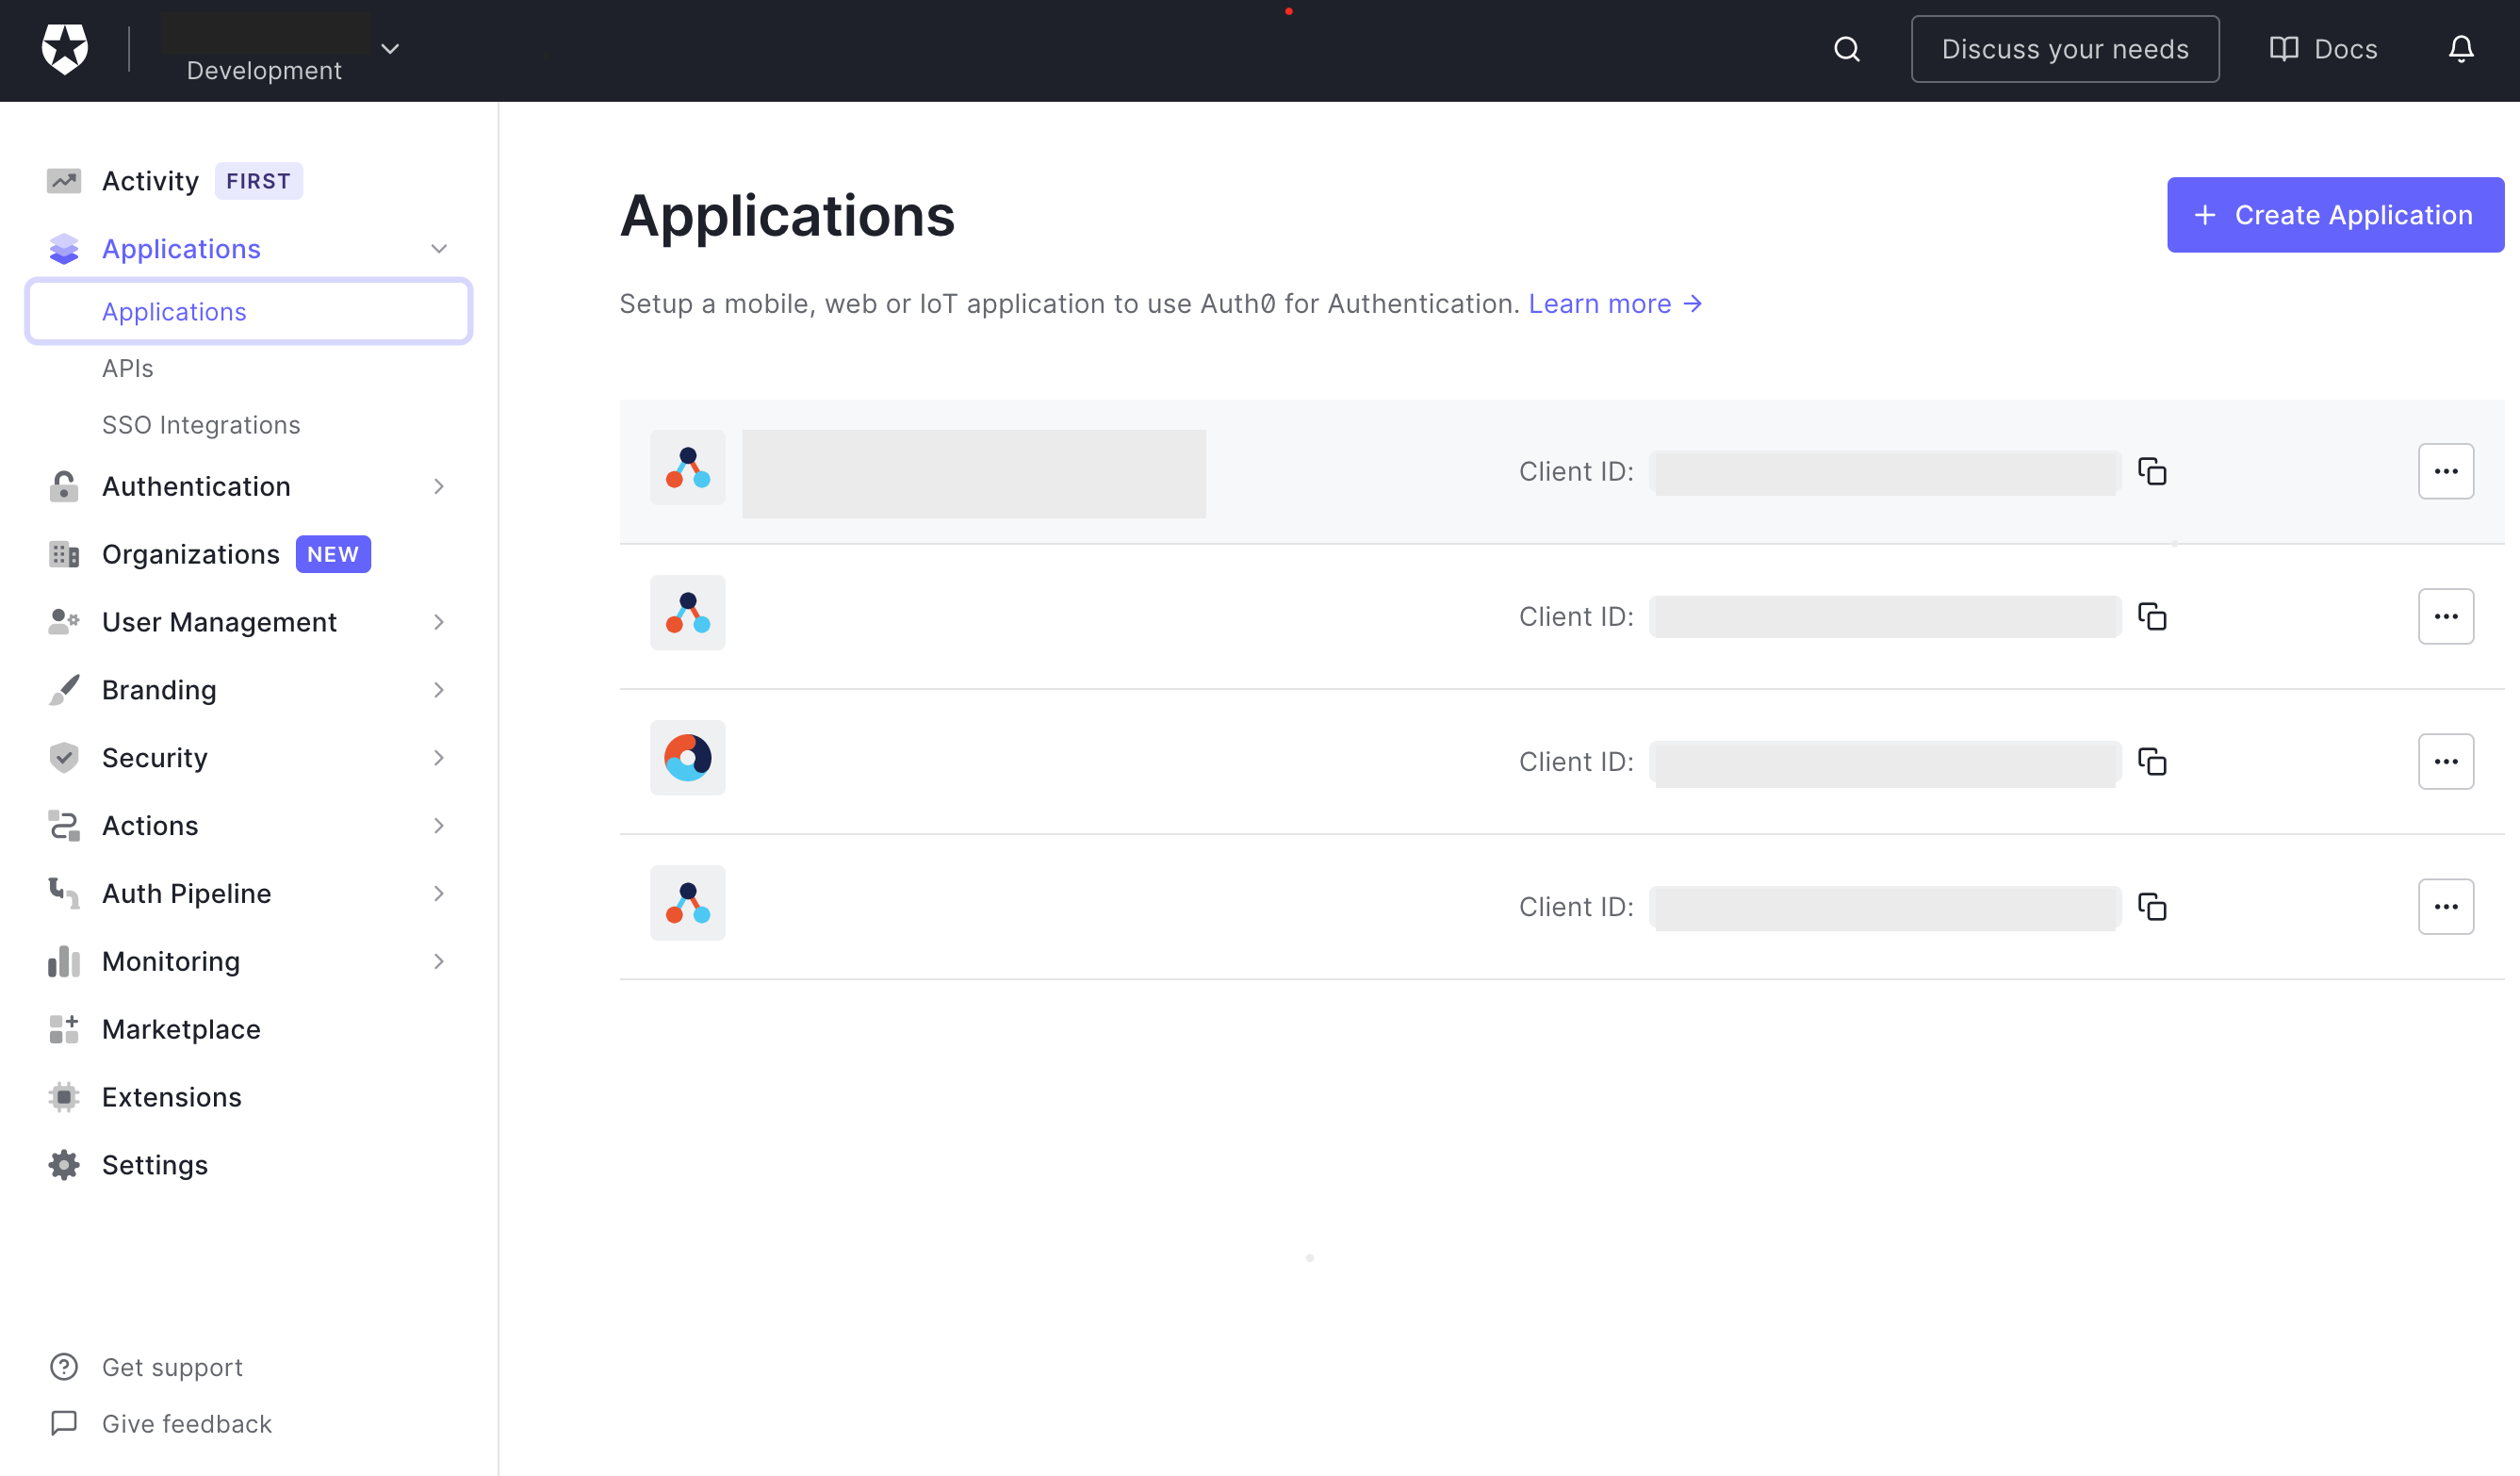 Development
Discuss your needs
Docs
Activity FIRST
Applications
Applications
APIs
SSO Integrations
Authentication
Organizations NEW
User Management
Branding
Security
Actions
Auth Pipeline
Monitoring
Marketplace
Extensions
Settings
Get support
Give feedback
Applications
+ Create Application
Setup a mobile, web or IoT application to use Auth0 for Authentication. Learn more →
Client ID:
Client ID:
Client ID:
Client ID: